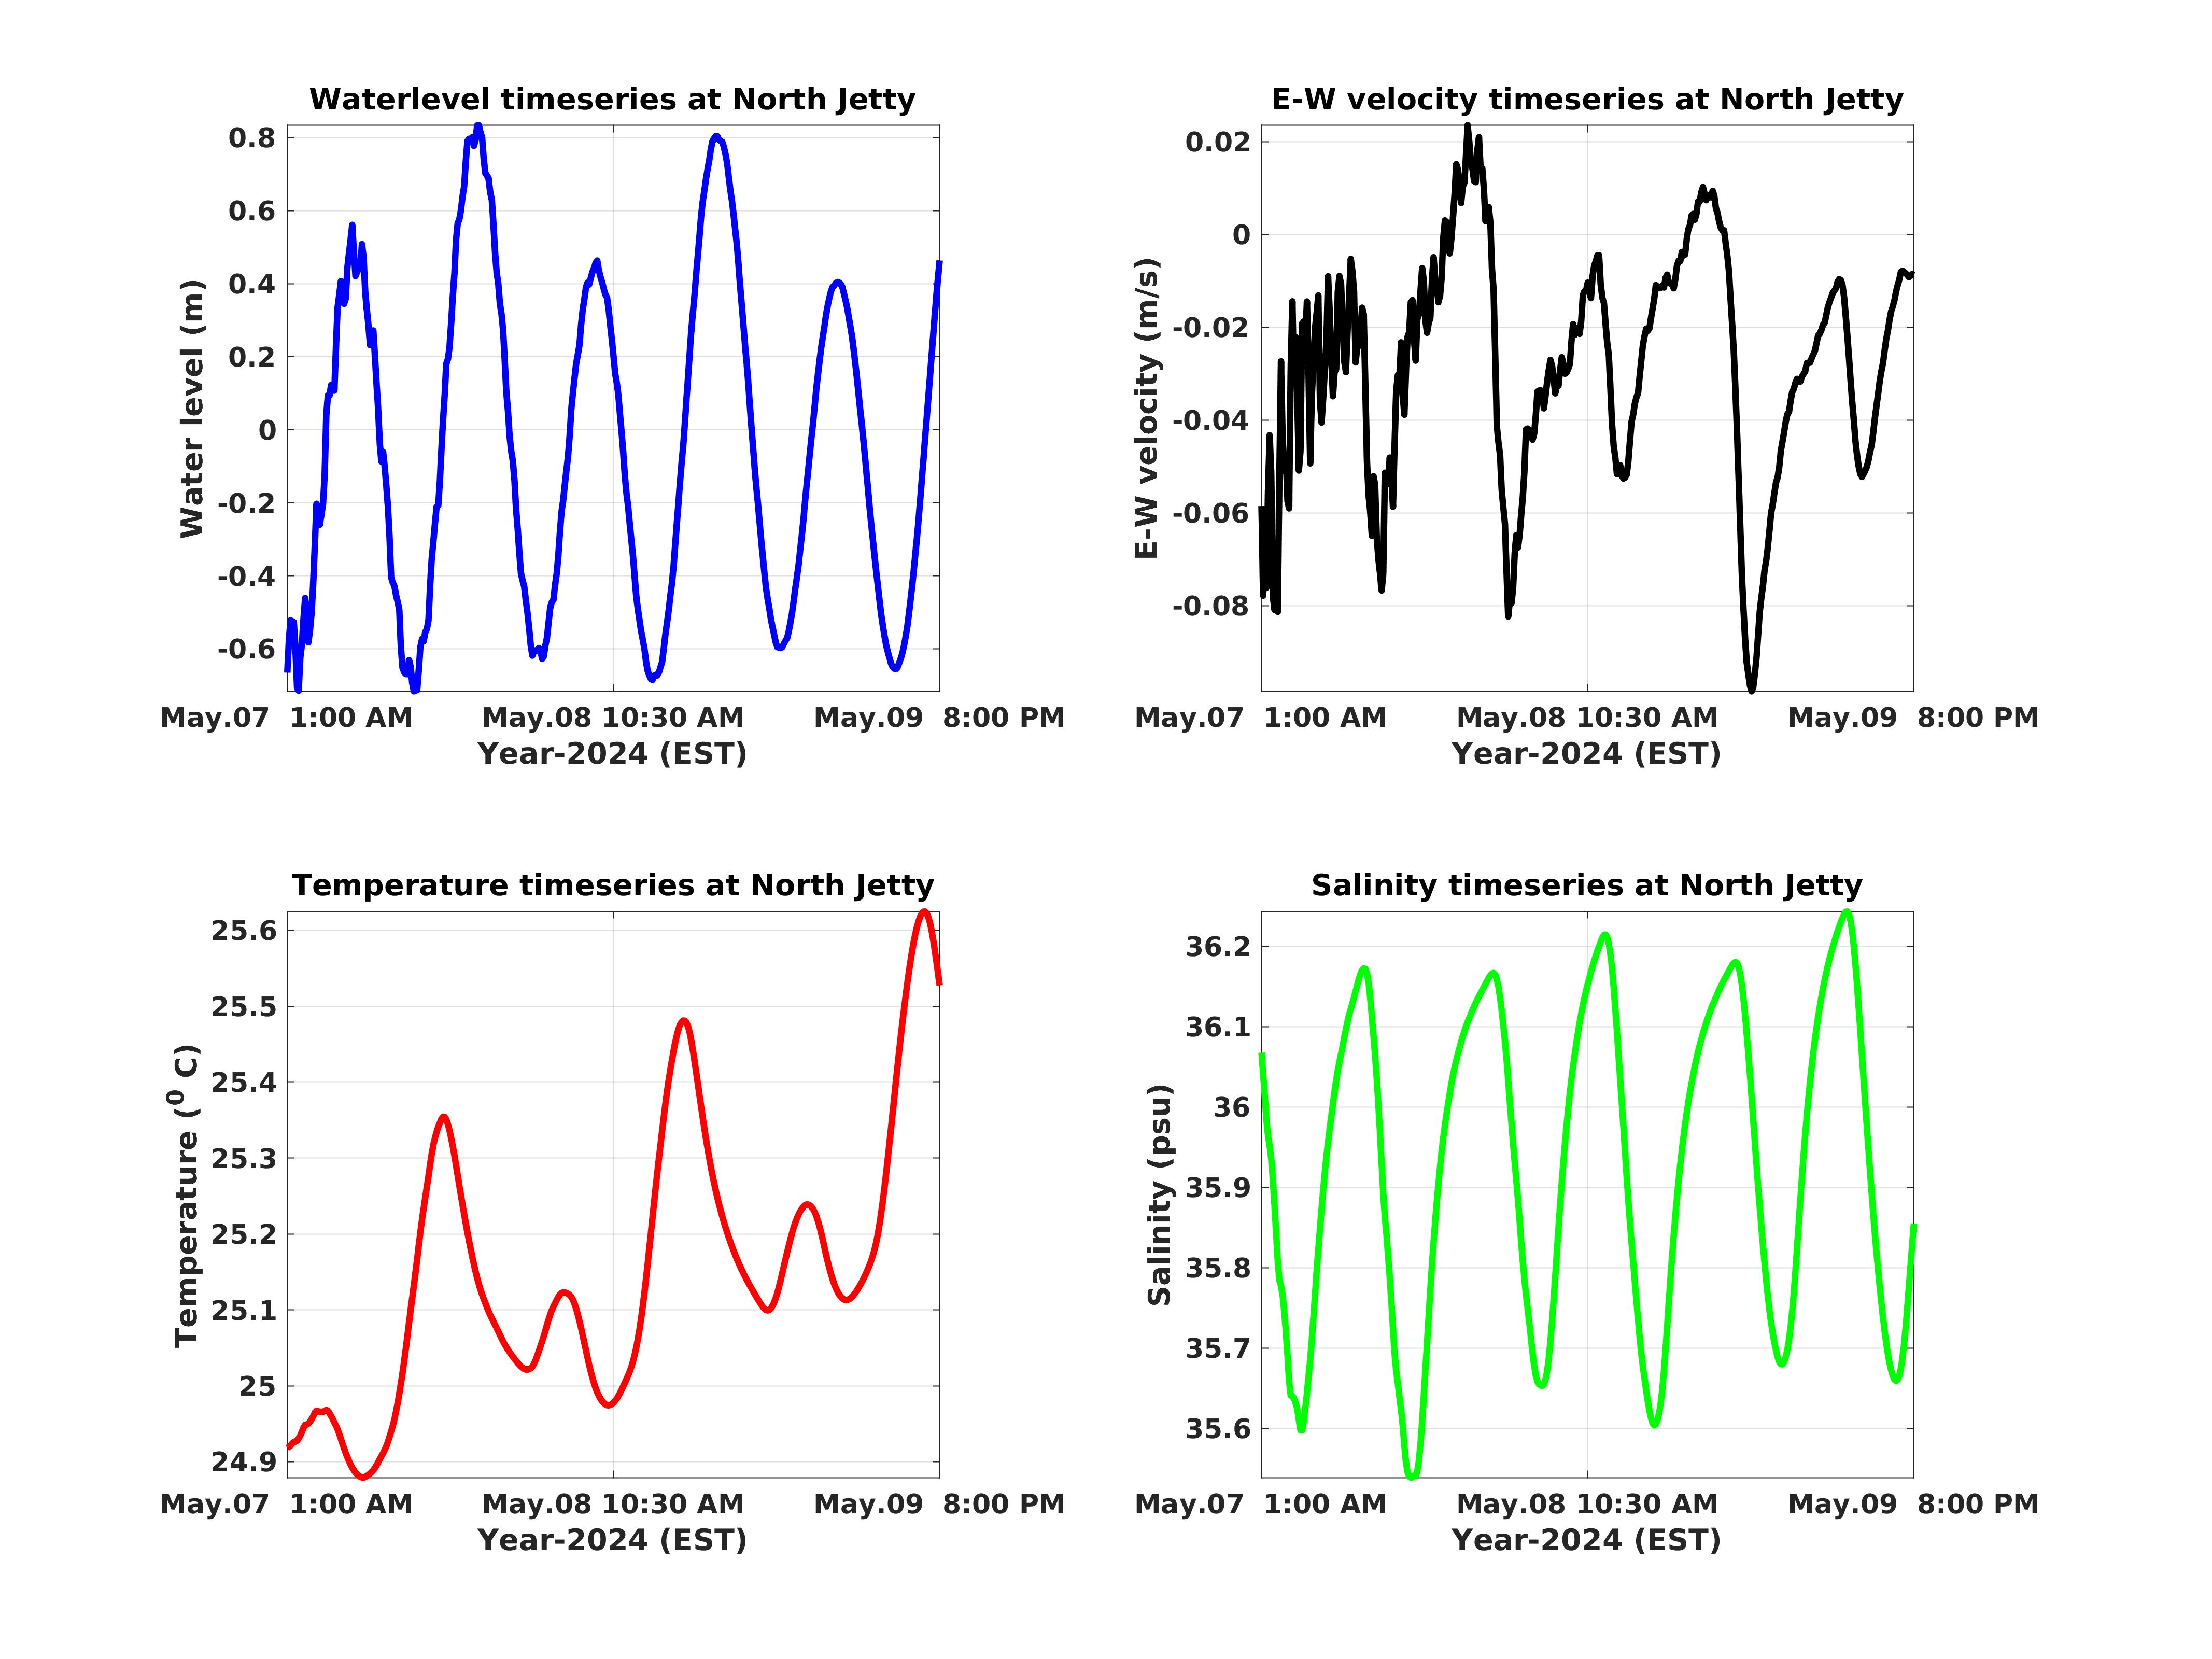 Waterlevel timeseries at North Jetty
0.8
0.6
0.4
0.2
0
-0.2
-0.4
-0.6
Water level (m)
May.07 1:00 AM May.08 10:30 AM May.09 8:00 PM
Year-2024 (EST)
E-W velocity timeseries at North Jetty
0.02
0
-0.02
-0.04
-0.06
-0.08
E-W velocity (m/s)
May.07 1:00 AM May.08 10:30 AM May.09 8:00 PM
Year-2024 (EST)
Temperature timeseries at North Jetty
25.6
25.5
25.4
25.3
25.2
25.1
25
24.9
Temperature (⁰ C)
May.07 1:00 AM May.08 10:30 AM May.09 8:00 PM
Year-2024 (EST)
Salinity timeseries at North Jetty
36.2
36.1
36
35.9
35.8
35.7
35.6
Salinity (psu)
May.07 1:00 AM May.08 10:30 AM May.09 8:00 PM
Year-2024 (EST)